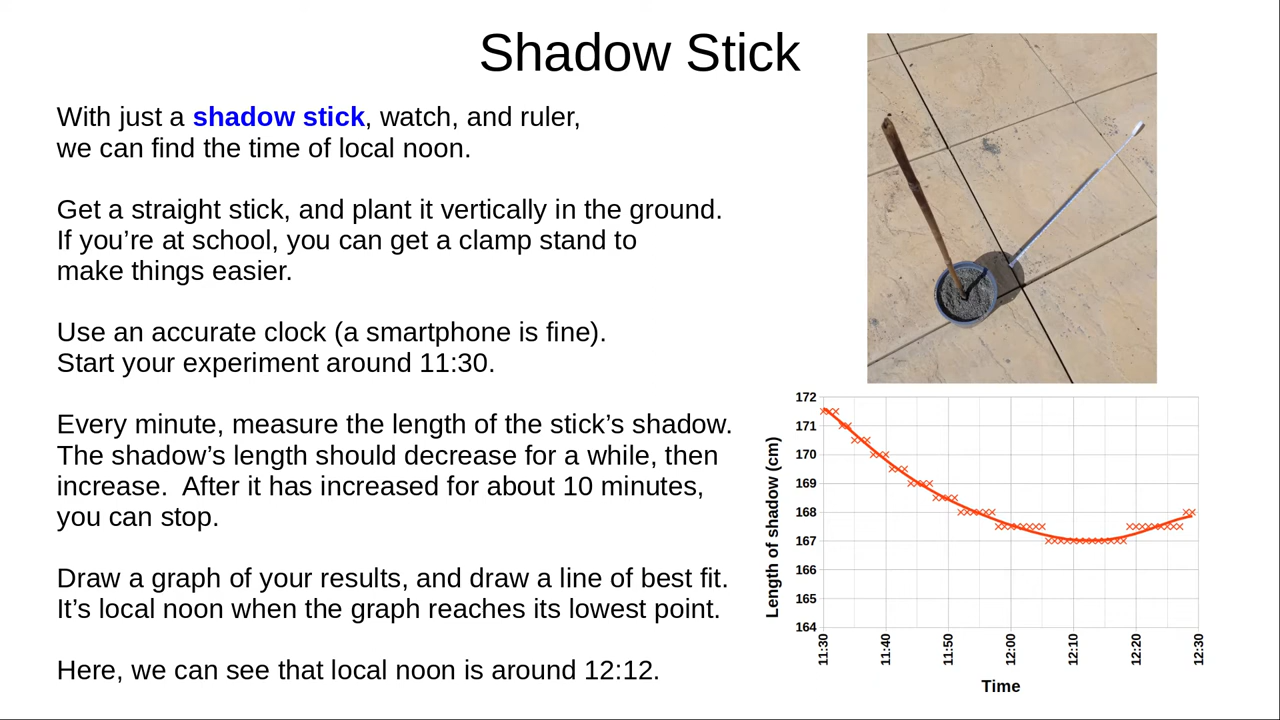 Shadow Stick
With just a shadow stick, watch, and ruler,
we can find the time of local noon.
Get a straight stick, and plant it vertically in the ground.
If you’re at school, you can get a clamp stand to
make things easier.
Use an accurate clock (a smartphone is fine).
Start your experiment around 11:30.
Every minute, measure the length of the stick’s shadow.
The shadow’s length should decrease for a while, then
increase.  After it has increased for about 10 minutes,
you can stop.
Draw a graph of your results, and draw a line of best fit.
It’s local noon when the graph reaches its lowest point.
Here, we can see that local noon is around 12:12.
Length of shadow (cm)
172
171
170
169
168
167
166
165
164
11:30
11:40
11:50
12:00
12:10
12:20
12:30
Time